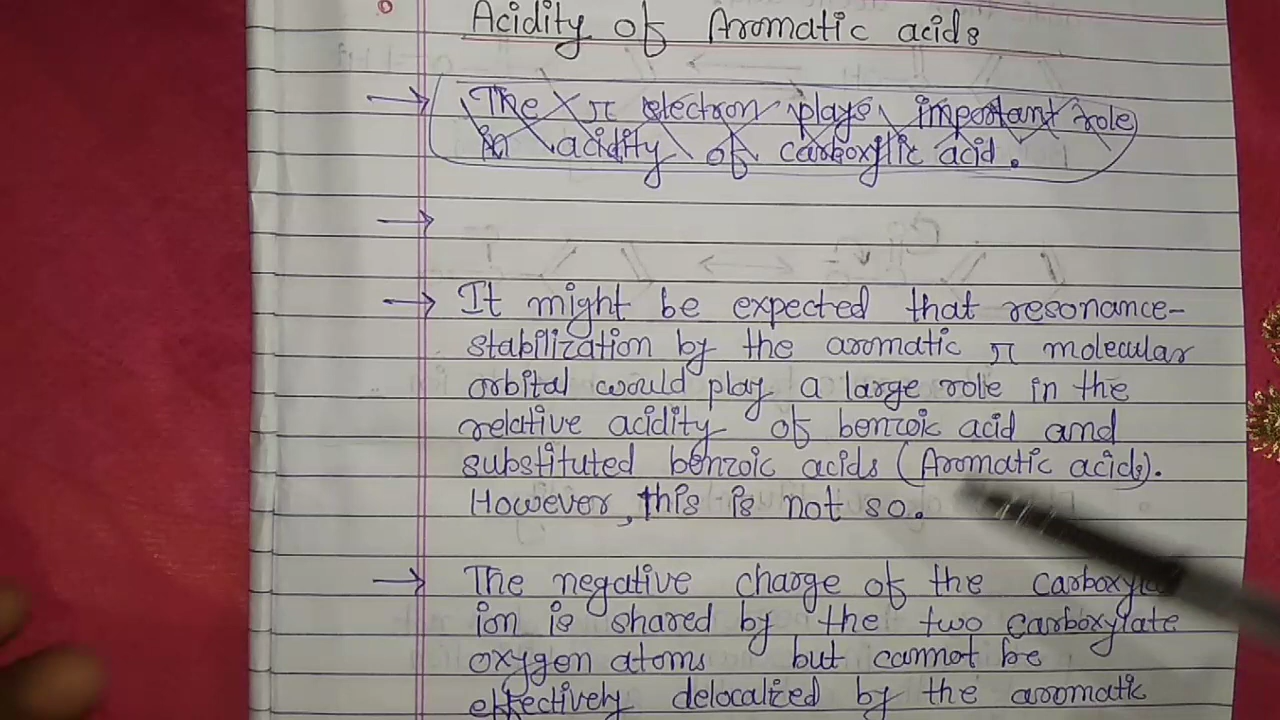 Acidity of Aromatic acids
→ The π electron plays important role
in acidity of carboxylic acid.
→
→ It might be expected that resonance-
stabilization by the aromatic π molecular
orbital would play a large role in the
relative acidity of benzoic acid and
substituted benzoic acids (Aromatic acids).
However, this is not so.
→ The negative charge of the
ion is shared by the two carboxylate
oxygen atoms but cannot be
effectively delocalized by the aromatic